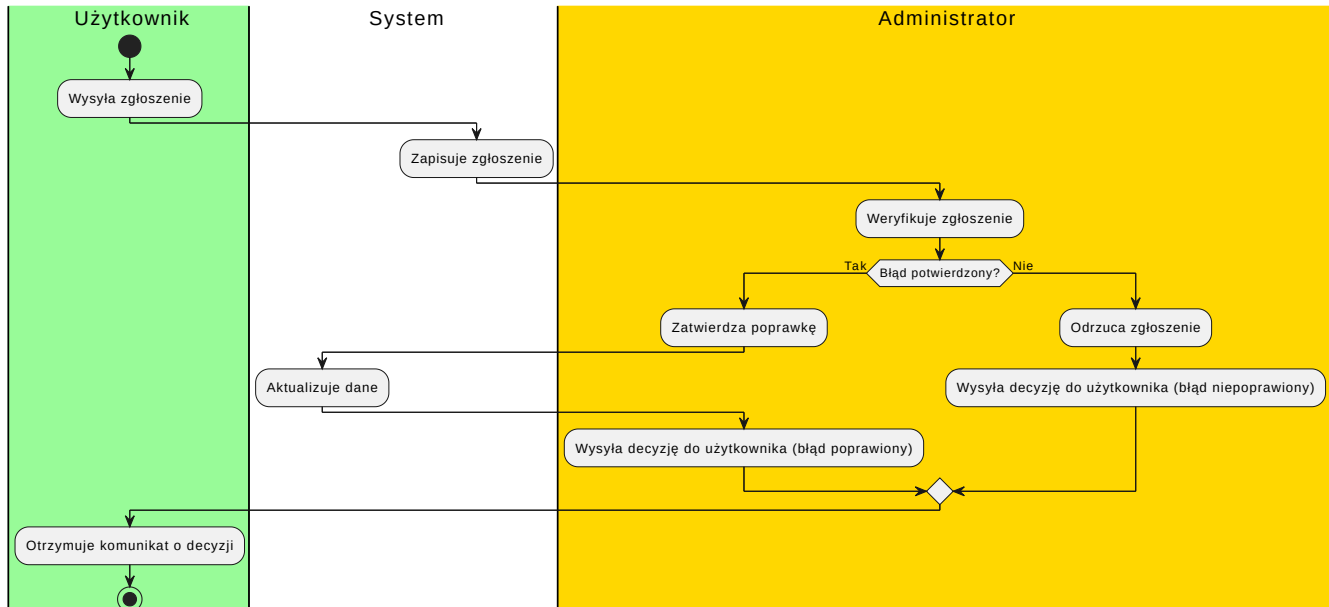 Użytkownik
System
Administrator
Wysyła zgłoszenie
Zapisuje zgłoszenie
Weryfikuje zgłoszenie
Tak
Błąd potwierdzony?
Nie
Zatwierdza poprawkę
Odrzuca zgłoszenie
Aktualizuje dane
Wysyła decyzję do użytkownika (błąd niepoprawiony)
Wysyła decyzję do użytkownika (błąd poprawiony)
Otrzymuje komunikat o decyzji